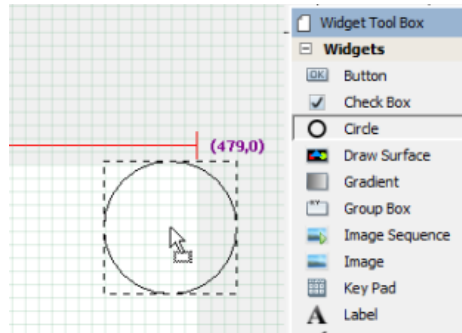 Widget Tool Box
Widgets
OK Button
Check Box
Circle
(479,0)
Draw Surface
Gradient
Group Box
Image Sequence
Image
Key Pad
A Label